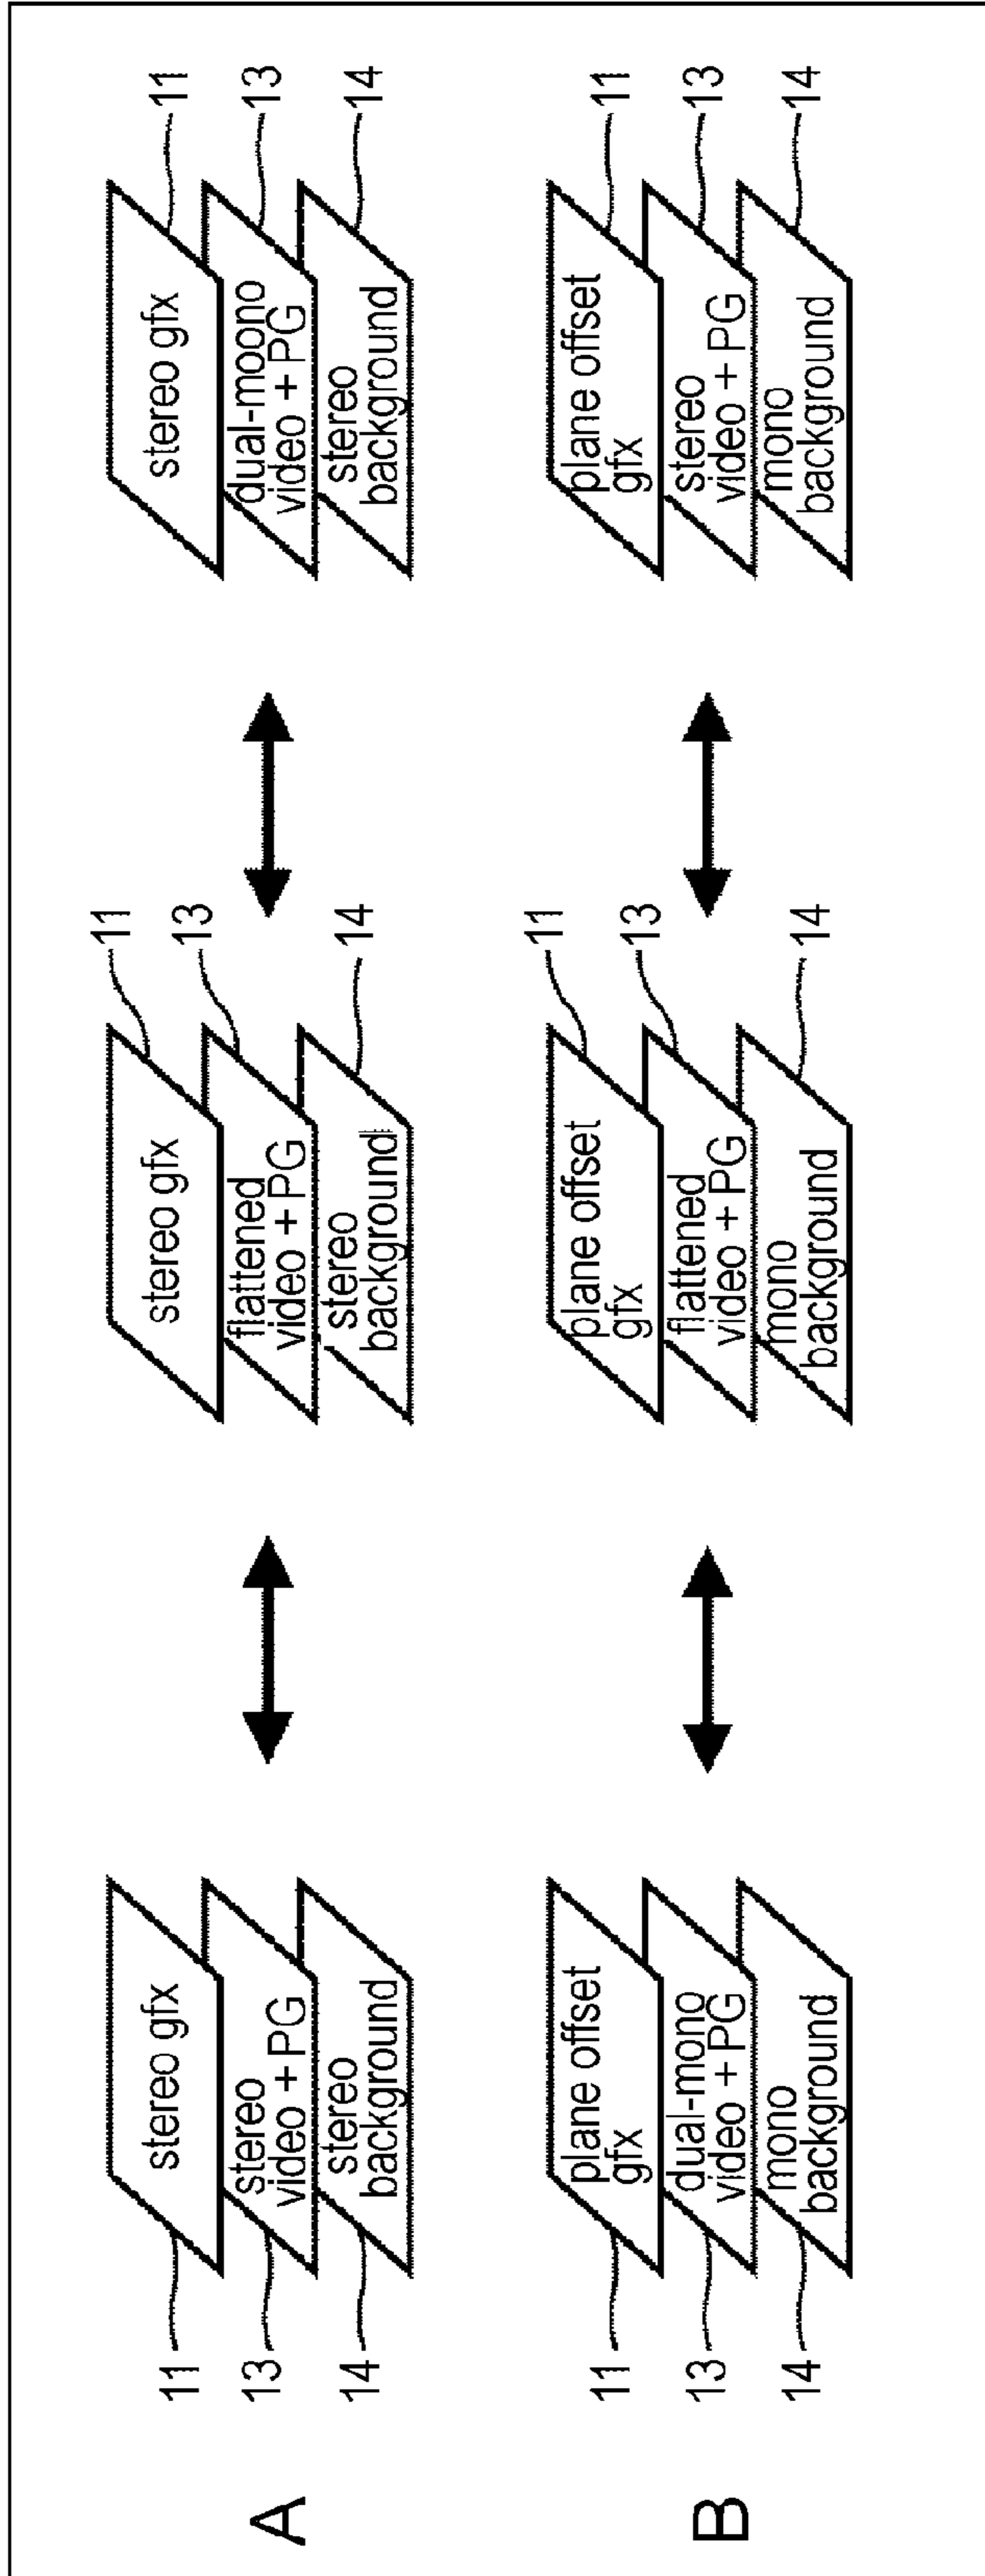 A
11
stereo gfx
13
stereo
video + PG
14
stereo
background
stereo gfx
11
flattened
video + PG
13
stereo
background
14
stereo gfx
11
dual-moono
video + PG
13
stereo
background
14
B
11
plane offset
gfx
13
dual-mono
video + PG
14
mono
background
plane offset
gfx
11
flattened
video + PG
13
mono
background
14
plane offset
gfx
11
stereo
video + PG
13
mono
background
14